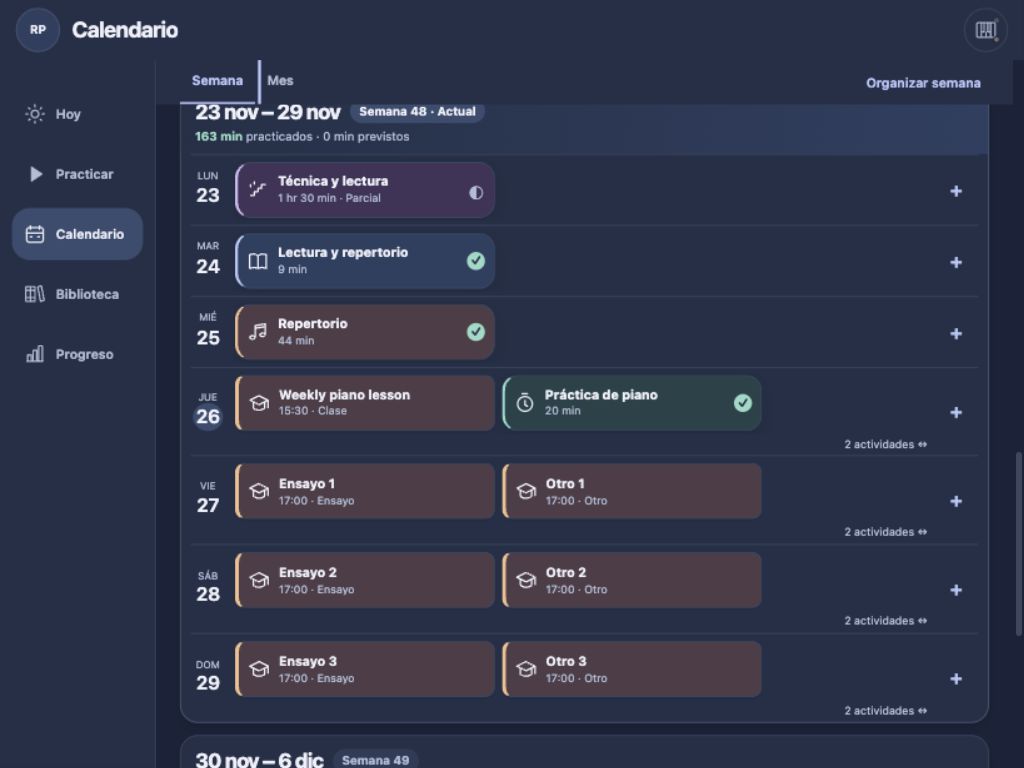 RP
Calendario
Semana
Mes
Organizar semana
Hoy
Practicar
Calendario
Biblioteca
Progreso
23 nov – 29 nov
Semana 48 · Actual
163 min practicados · 0 min previstos
LUN
23
Técnica y lectura
1 hr 30 min · Parcial
+
MAR
24
Lectura y repertorio
9 min
+
MIÉ
25
Repertorio
44 min
+
JUE
26
Weekly piano lesson
15:30 · Clase
Práctica de piano
20 min
+
2 actividades ⇔
VIE
27
Ensayo 1
17:00 · Ensayo
Otro 1
17:00 · Otro
+
2 actividades ⇔
SÁB
28
Ensayo 2
17:00 · Ensayo
Otro 2
17:00 · Otro
+
2 actividades ⇔
DOM
29
Ensayo 3
17:00 · Ensayo
Otro 3
17:00 · Otro
+
2 actividades ⇔
30 nov – 6 dic
Semana 49